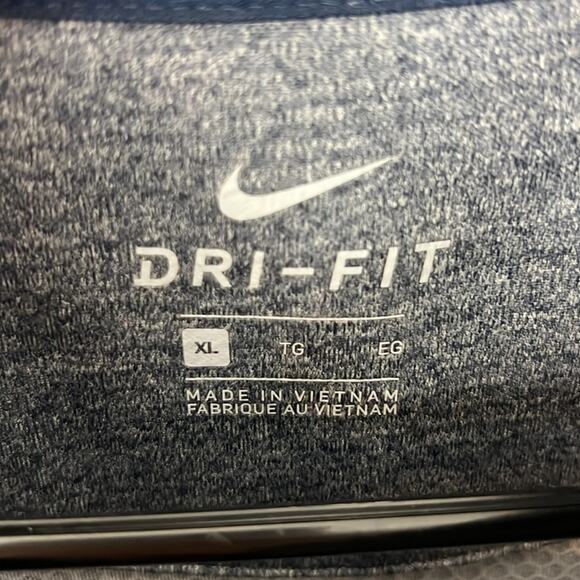 DRI-FIT
XL TG EG
MADE IN VIETNAM
FABRIQUE AU VIETNAM